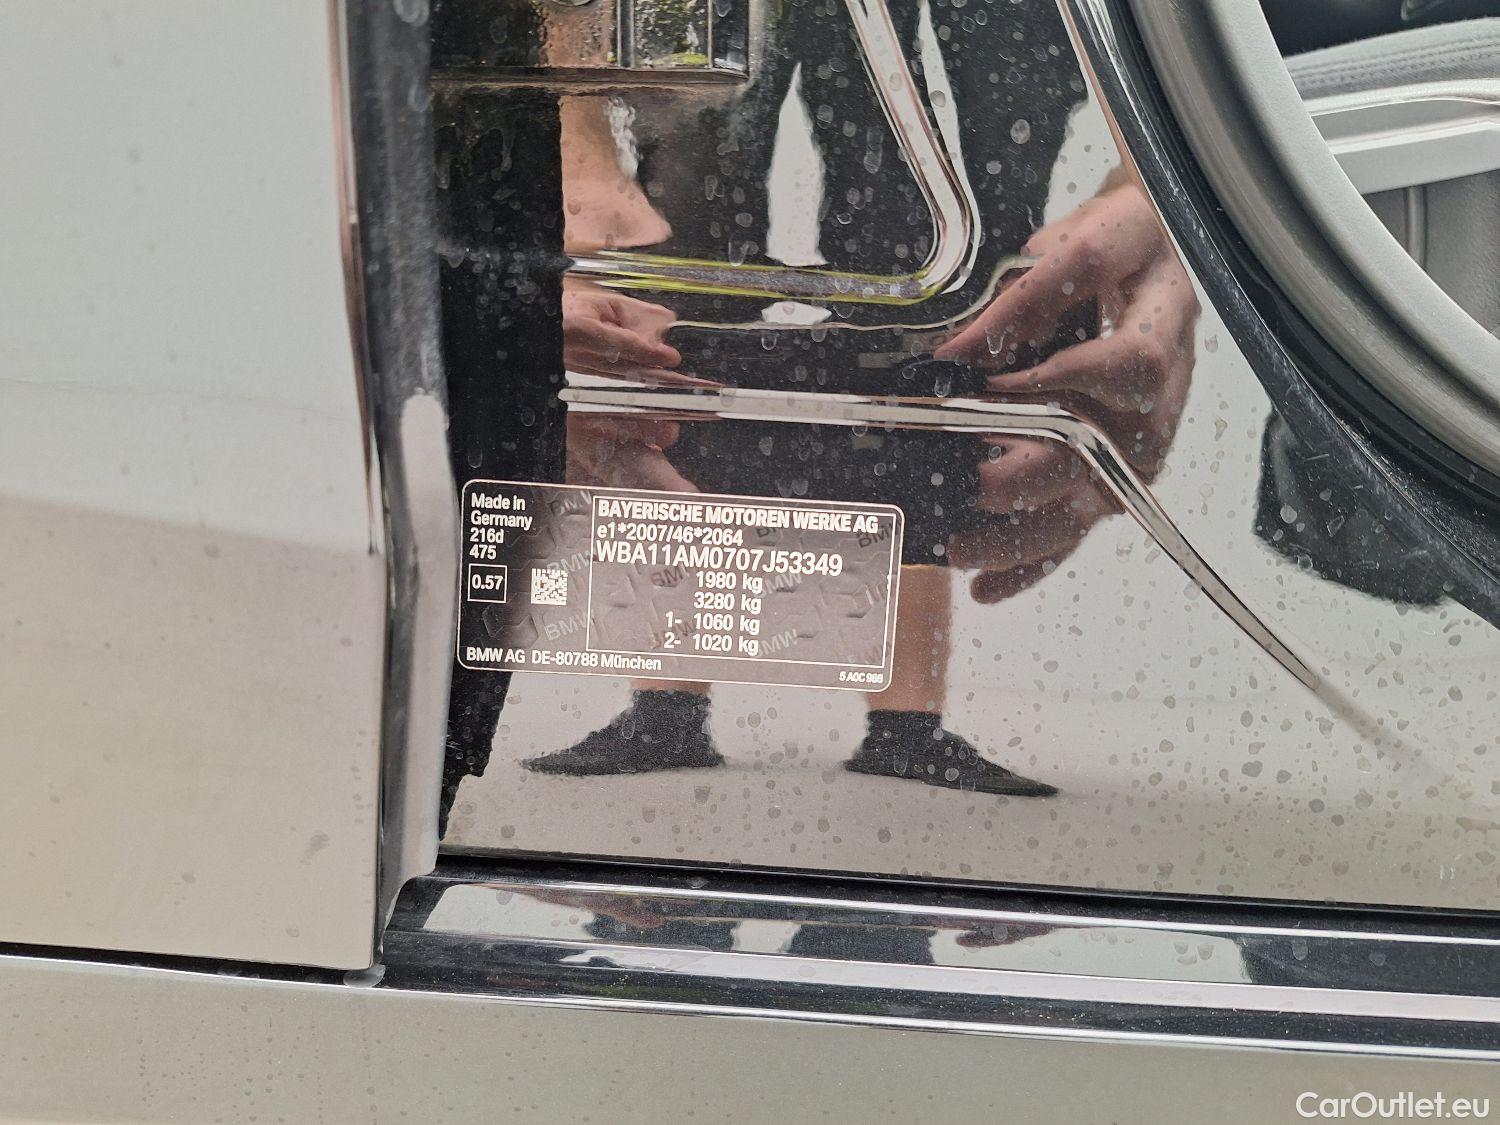 Made in
Germany
216d
475
0.57
BAYERISCHE MOTOREN WERKE AG
e1*2007/46*2064
WBA11AM0707J53349
1980 kg
3280 kg
1- 1060 kg
2- 1020 kg
BMW AG DE-80788 München
5 A0C 986
CarOutlet.eu